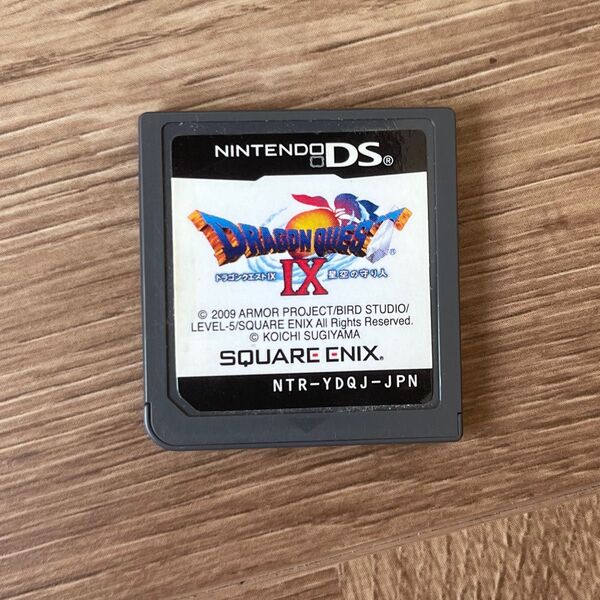 NINTENDO DS®
DRAGON QUEST
ドラゴンクエストIX 星空の守り人
IX
© 2009 ARMOR PROJECT/BIRD STUDIO/
LEVEL-5/SQUARE ENIX All Rights Reserved.
© KOICHI SUGIYAMA
SQUARE ENIX®
NTR-YDQJ-JPN